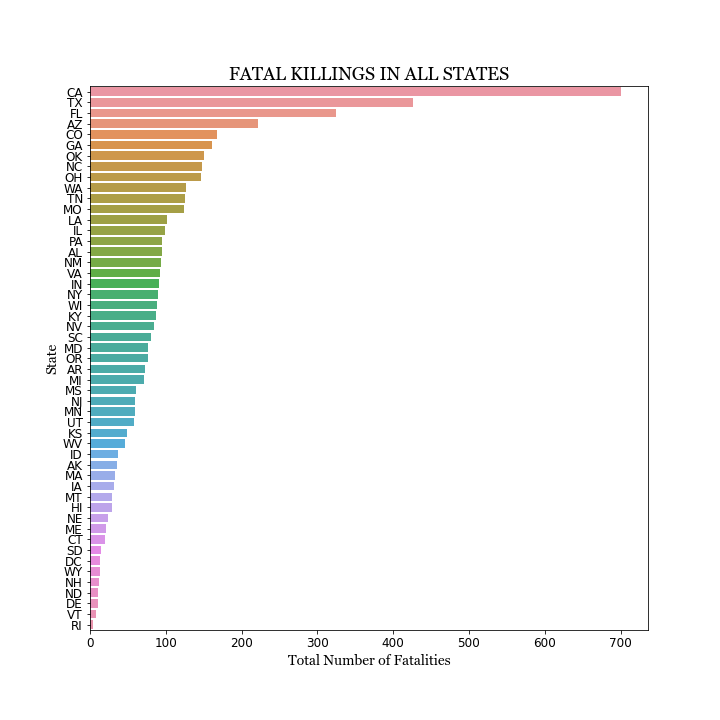 FATAL KILLINGS IN ALL STATES
CA
TX
FL
AZ
CO
GA
OK
NC
OH
WA
TN
MO
LA
IL
PA
AL
NM
VA
IN
NY
WI
KY
NV
SC
MD
OR
AR
MI
MS
NJ
MN
UT
KS
WV
ID
AK
MA
IA
MT
HI
NE
ME
CT
SD
DC
WY
NH
ND
DE
VT
RI
State
0 100 200 300 400 500 600 700
Total Number of Fatalities